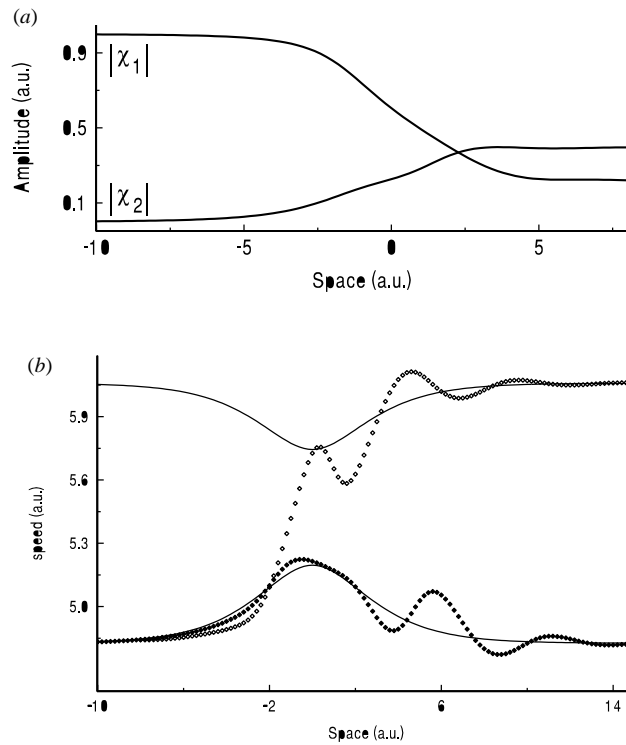 (a)
Amplitude (a.u.)
0.9
0.5
0.1
|χ1|
|χ2|
-10
-5
0
5
Space (a.u.)
(b)
speed (a.u.)
5.9
5.6
5.3
5.0
-10
-2
6
14
Space (a.u.)